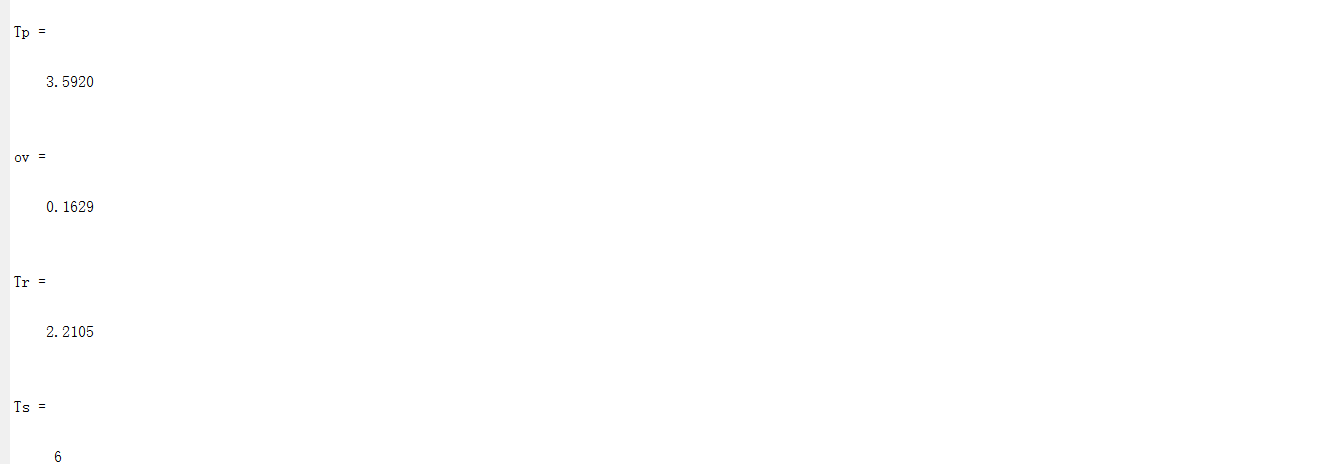 Tp =
3.5920
ov =
0.1629
Tr =
2.2105
Ts =
6